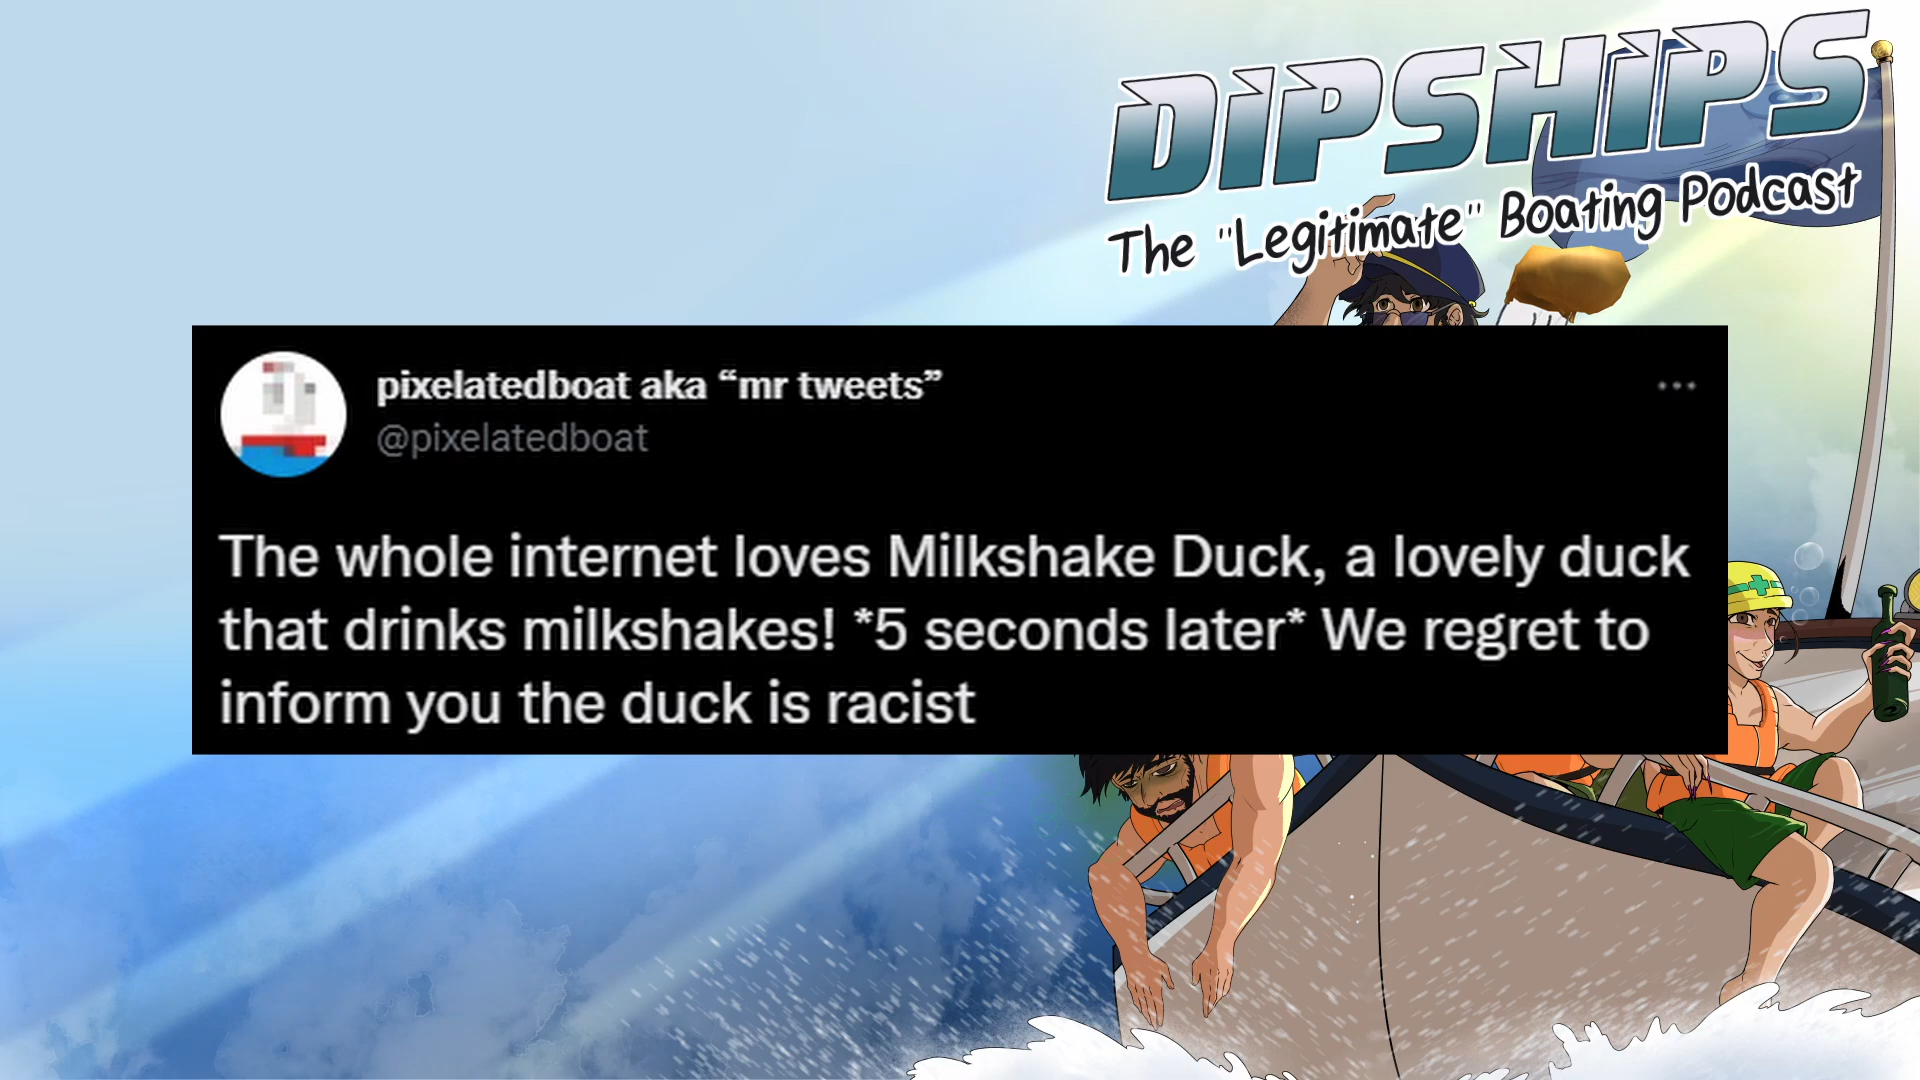 DIPSHIPS
The "Legitimate" Boating Podcast
pixelatedboat aka “mr tweets”
@pixelatedboat
The whole internet loves Milkshake Duck, a lovely duck
that drinks milkshakes! *5 seconds later* We regret to
inform you the duck is racist